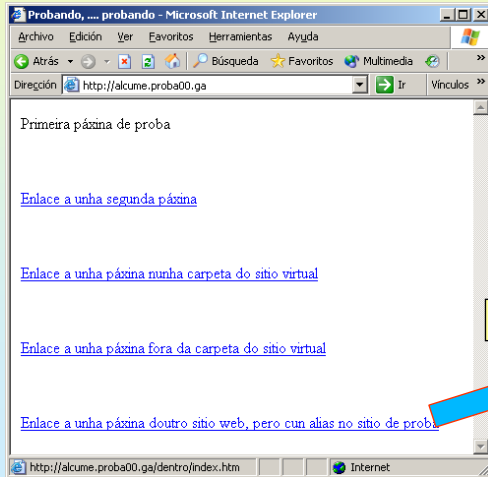 Probando, .... probando - Microsoft Internet Explorer
Archivo Edición Ver Favoritos Herramientas Ayuda
Atrás Búsqueda Favoritos Multimedia »
Dirección http://alcume.proba00.ga Ir Vínculos »
Primeira páxina de proba
Enlace a unha segunda páxina
Enlace a unha páxina nunha carpeta do sitio virtual
Enlace a unha páxina fora da carpeta do sitio virtual
Enlace a unha páxina doutro sitio web, pero cun alias no sitio de proba
http://alcume.proba00.ga/dentro/index.htm Internet